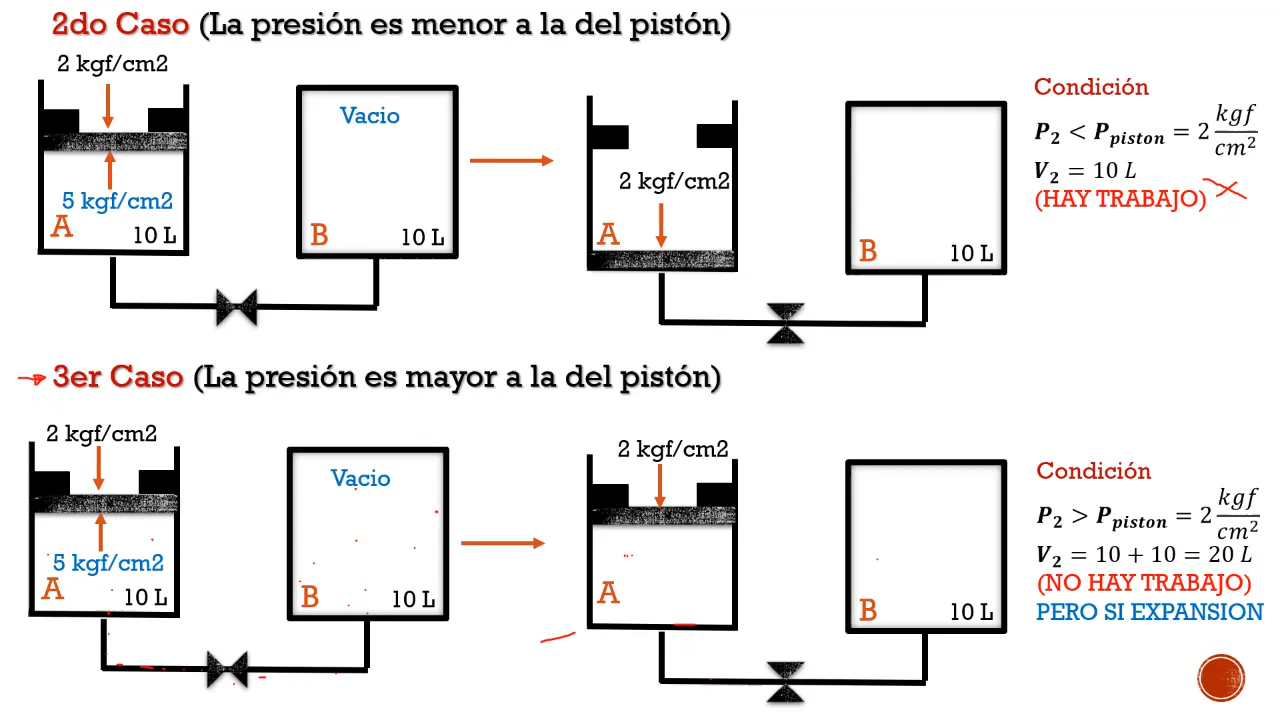 2do Caso (La presión es menor a la del pistón)
2 kgf/cm2
5 kgf/cm2
A
10 L
Vacio
B
10 L
2 kgf/cm2
A
B
10 L
Condición
P₂ < P_piston = 2 kgf/cm²
V₂ = 10 L
(HAY TRABAJO)
3er Caso (La presión es mayor a la del pistón)
2 kgf/cm2
5 kgf/cm2
A
10 L
Vacio
B
10 L
2 kgf/cm2
A
B
10 L
Condición
P₂ > P_piston = 2 kgf/cm²
V₂ = 10 + 10 = 20 L
(NO HAY TRABAJO)
PERO SI EXPANSION